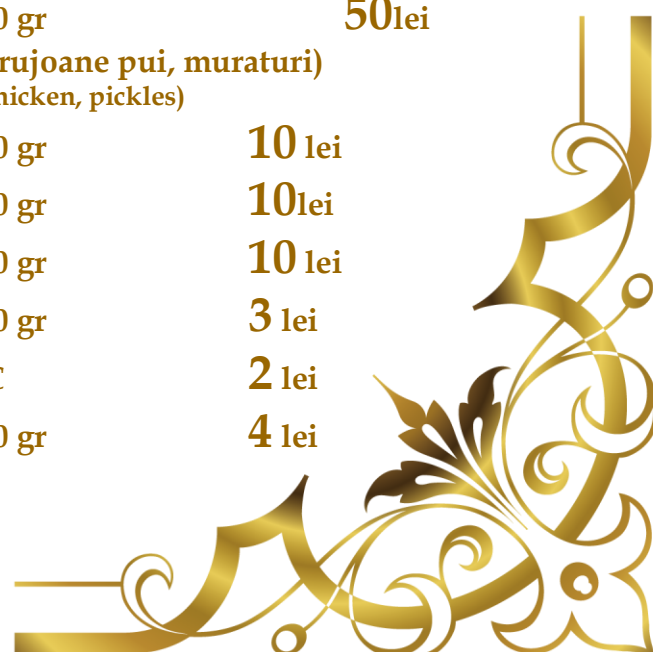 0 gr 50lei
rujoane pui, muraturi)
hicken, pickles)
0 gr 10 lei
0 gr 10lei
0 gr 10 lei
0 gr 3 lei
2 lei
0 gr 4 lei